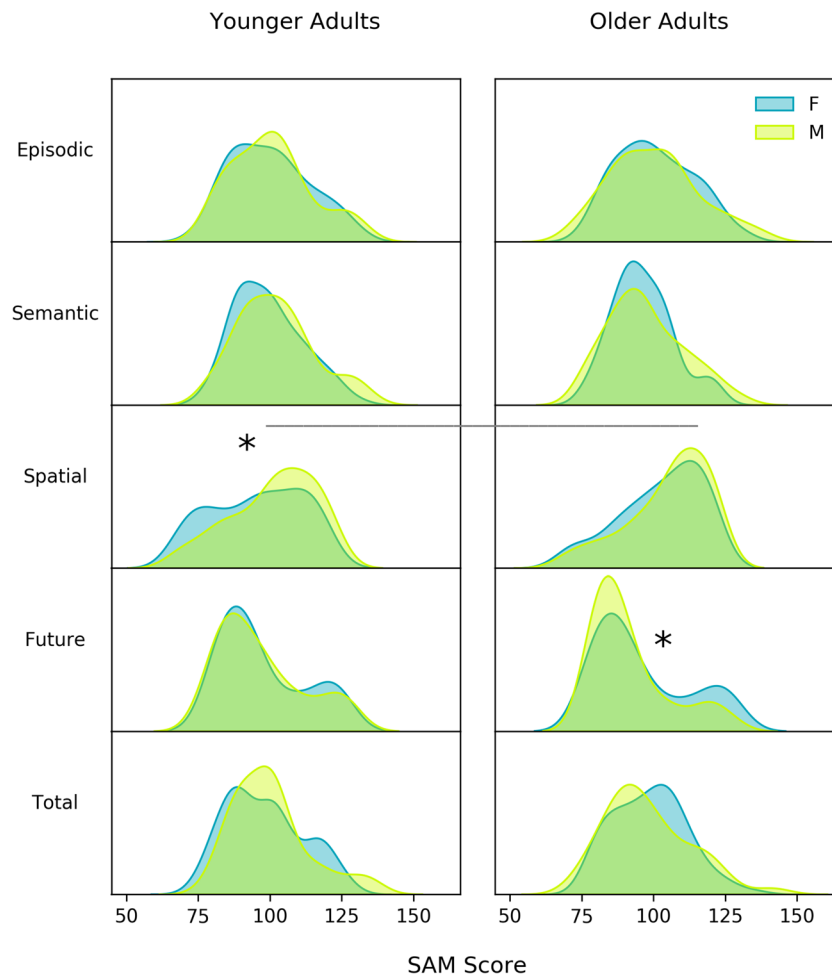 Younger Adults
Older Adults
F
M
Episodic
Semantic
*
Spatial
Future
*
Total
50 75 100 125 150
50 75 100 125 150
SAM Score